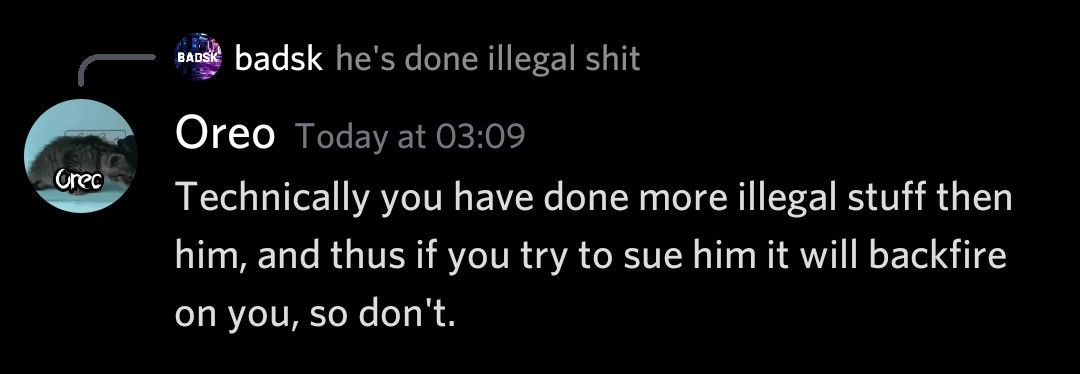 BADSK badsk he's done illegal shit
Oreo Today at 03:09
Oreo
Technically you have done more illegal stuff then
him, and thus if you try to sue him it will backfire
on you, so don't.